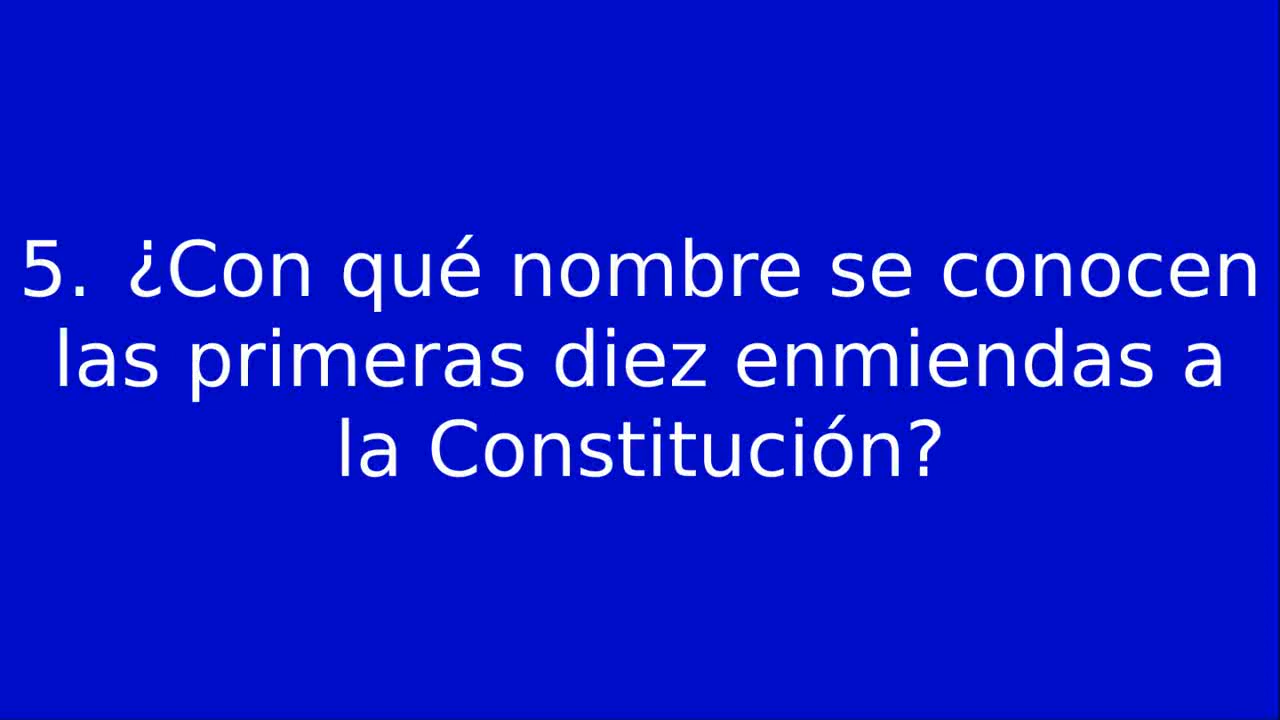 5. ¿Con qué nombre se conocen
las primeras diez enmiendas a
la Constitución?